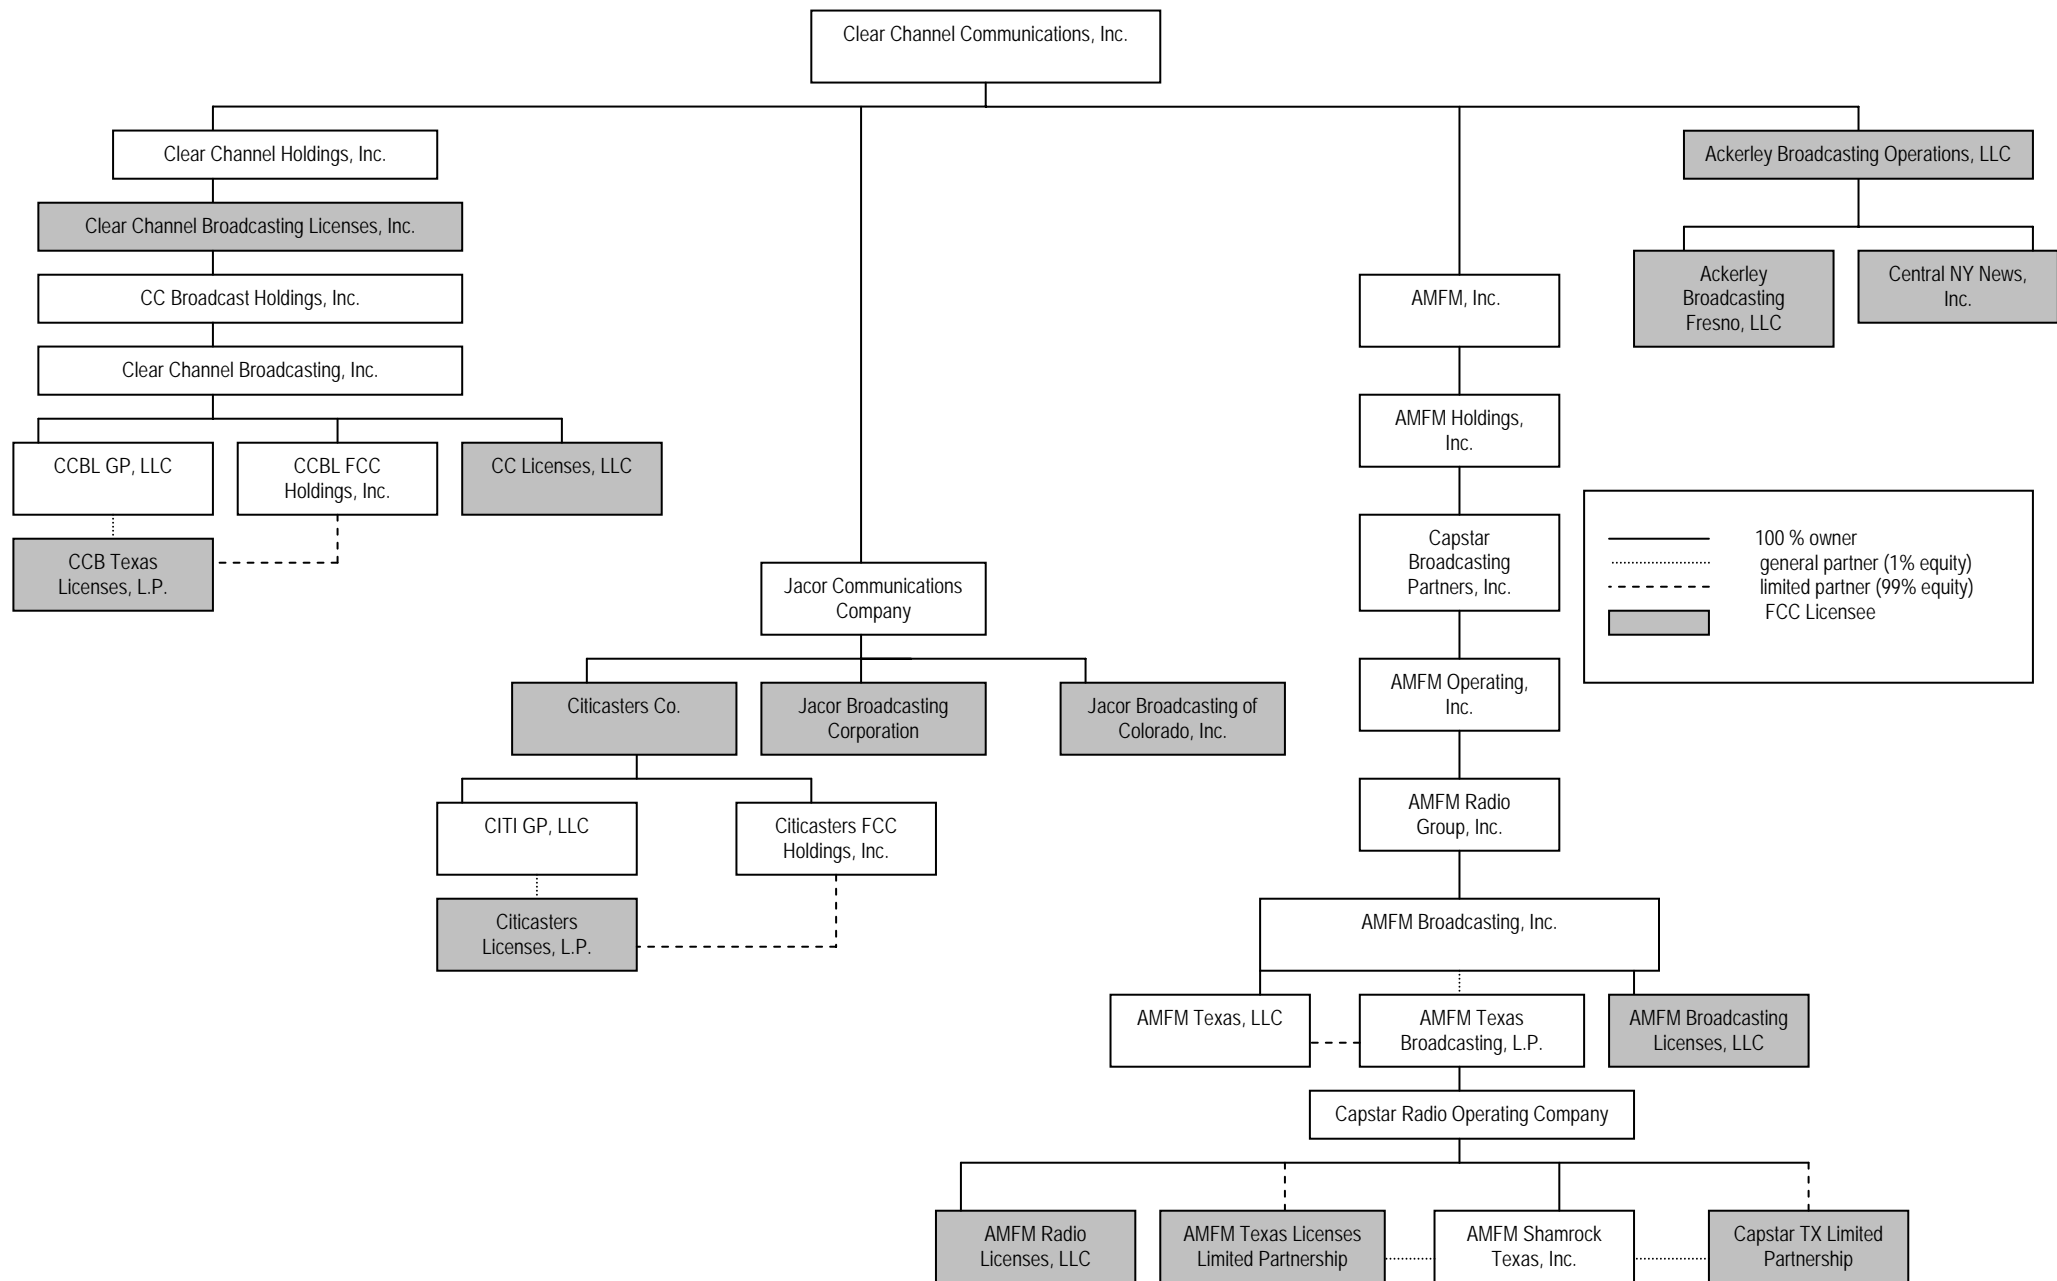 Clear Channel Communications, Inc.
Clear Channel Holdings, Inc.
Ackerley Broadcasting Operations, LLC
Clear Channel Broadcasting Licenses, Inc.
Ackerley
Broadcasting
Fresno, LLC
Central NY News,
Inc.
CC Broadcast Holdings, Inc.
AMFM, Inc.
Clear Channel Broadcasting, Inc.
AMFM Holdings,
Inc.
CCBL GP, LLC
CCBL FCC
Holdings, Inc.
CC Licenses, LLC
CCB Texas
Licenses, L.P.
Capstar
Broadcasting
Partners, Inc.
100 % owner
general partner (1% equity)
limited partner (99% equity)
FCC Licensee
Jacor Communications
Company
Citicasters Co.
Jacor Broadcasting
Corporation
Jacor Broadcasting of
Colorado, Inc.
AMFM Operating,
Inc.
CITI GP, LLC
Citicasters FCC
Holdings, Inc.
AMFM Radio
Group, Inc.
Citicasters
Licenses, L.P.
AMFM Broadcasting, Inc.
AMFM Texas, LLC
AMFM Texas
Broadcasting, L.P.
AMFM Broadcasting
Licenses, LLC
Capstar Radio Operating Company
AMFM Radio
Licenses, LLC
AMFM Texas Licenses
Limited Partnership
AMFM Shamrock
Texas, Inc.
Capstar TX Limited
Partnership